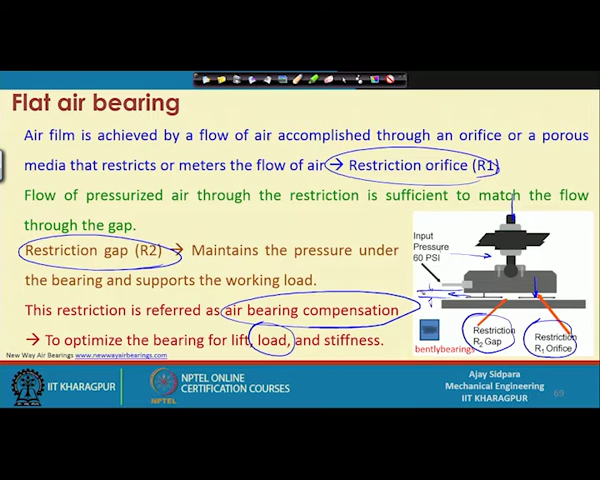 Flat air bearing
Air film is achieved by a flow of air accomplished through an orifice or a porous
media that restricts or meters the flow of air → Restriction orifice (R1)
Flow of pressurized air through the restriction is sufficient to match the flow
through the gap.
Restriction gap (R2) → Maintains the pressure under
the bearing and supports the working load.
This restriction is referred as air bearing compensation
→ To optimize the bearing for lift, load, and stiffness.
Input
Pressure
60 PSI
Restriction
R2 Gap
Restriction
R1 Orifice
bentlybearings
New Way Air Bearings www.newwayairbearings.com
IIT KHARAGPUR
NPTEL
NPTEL ONLINE
CERTIFICATION COURSES
Ajay Sidpara
Mechanical Engineering
IIT KHARAGPUR
69